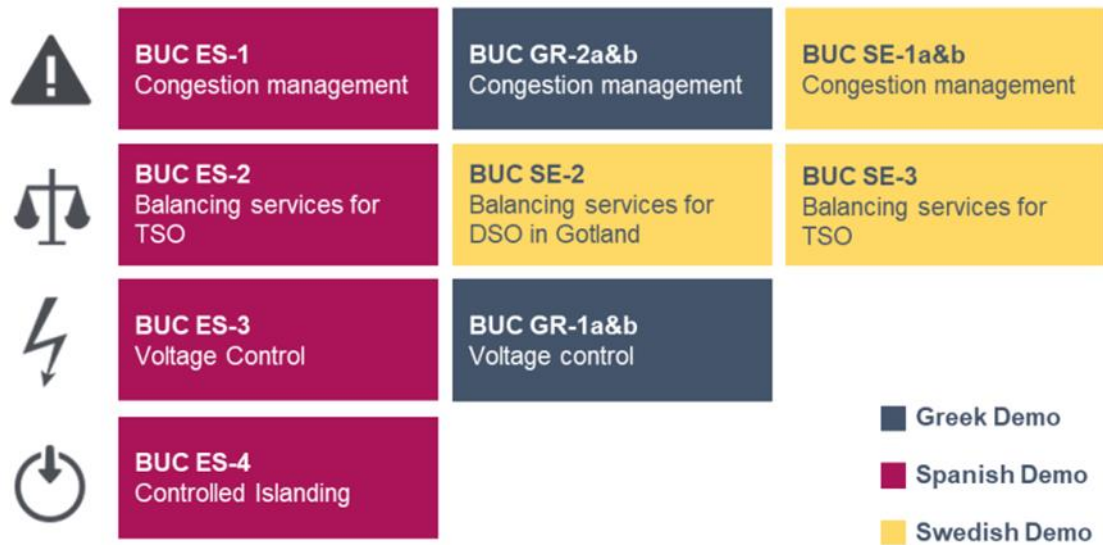 BUC ES-1
Congestion management
BUC GR-2a&b
Congestion management
BUC SE-1a&b
Congestion management
BUC ES-2
Balancing services for
TSO
BUC SE-2
Balancing services for
DSO in Gotland
BUC SE-3
Balancing services for
TSO
BUC ES-3
Voltage Control
BUC GR-1a&b
Voltage control
BUC ES-4
Controlled Islanding
Greek Demo
Spanish Demo
Swedish Demo